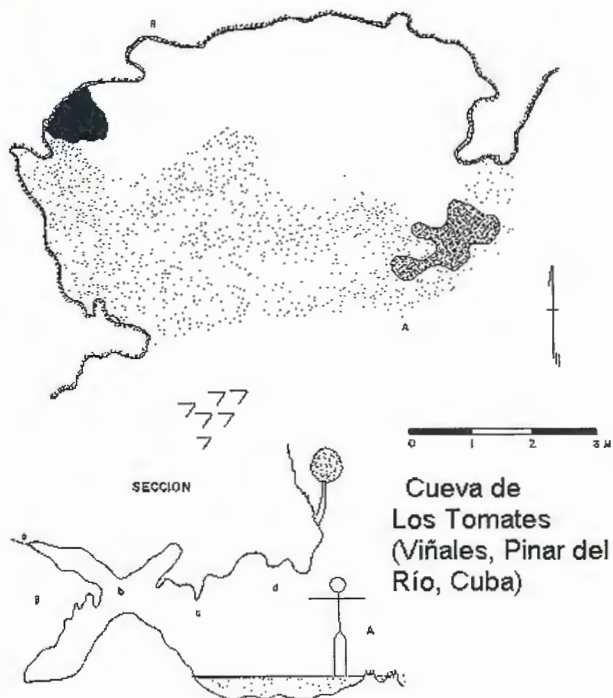 B
A
0 1 2 3 M
SECCION
Cueva de
Los Tomates
(Viñales, Pinar del
Río, Cuba)
b
c
d
A